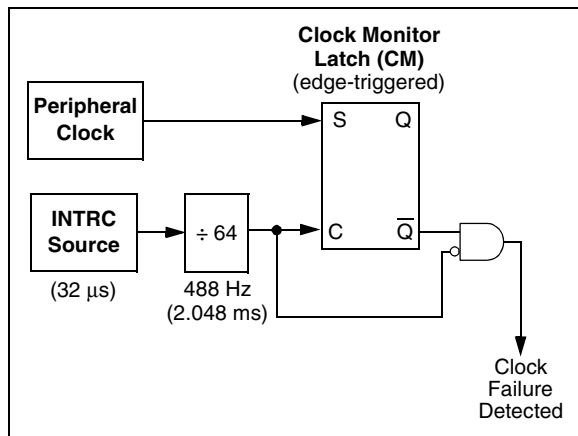 Clock Monitor
Latch (CM)
(edge-triggered)
Peripheral
Clock
S Q
INTRC
Source
(32 μs)
÷ 64
488 Hz
(2.048 ms)
C Q̅
Clock
Failure
Detected